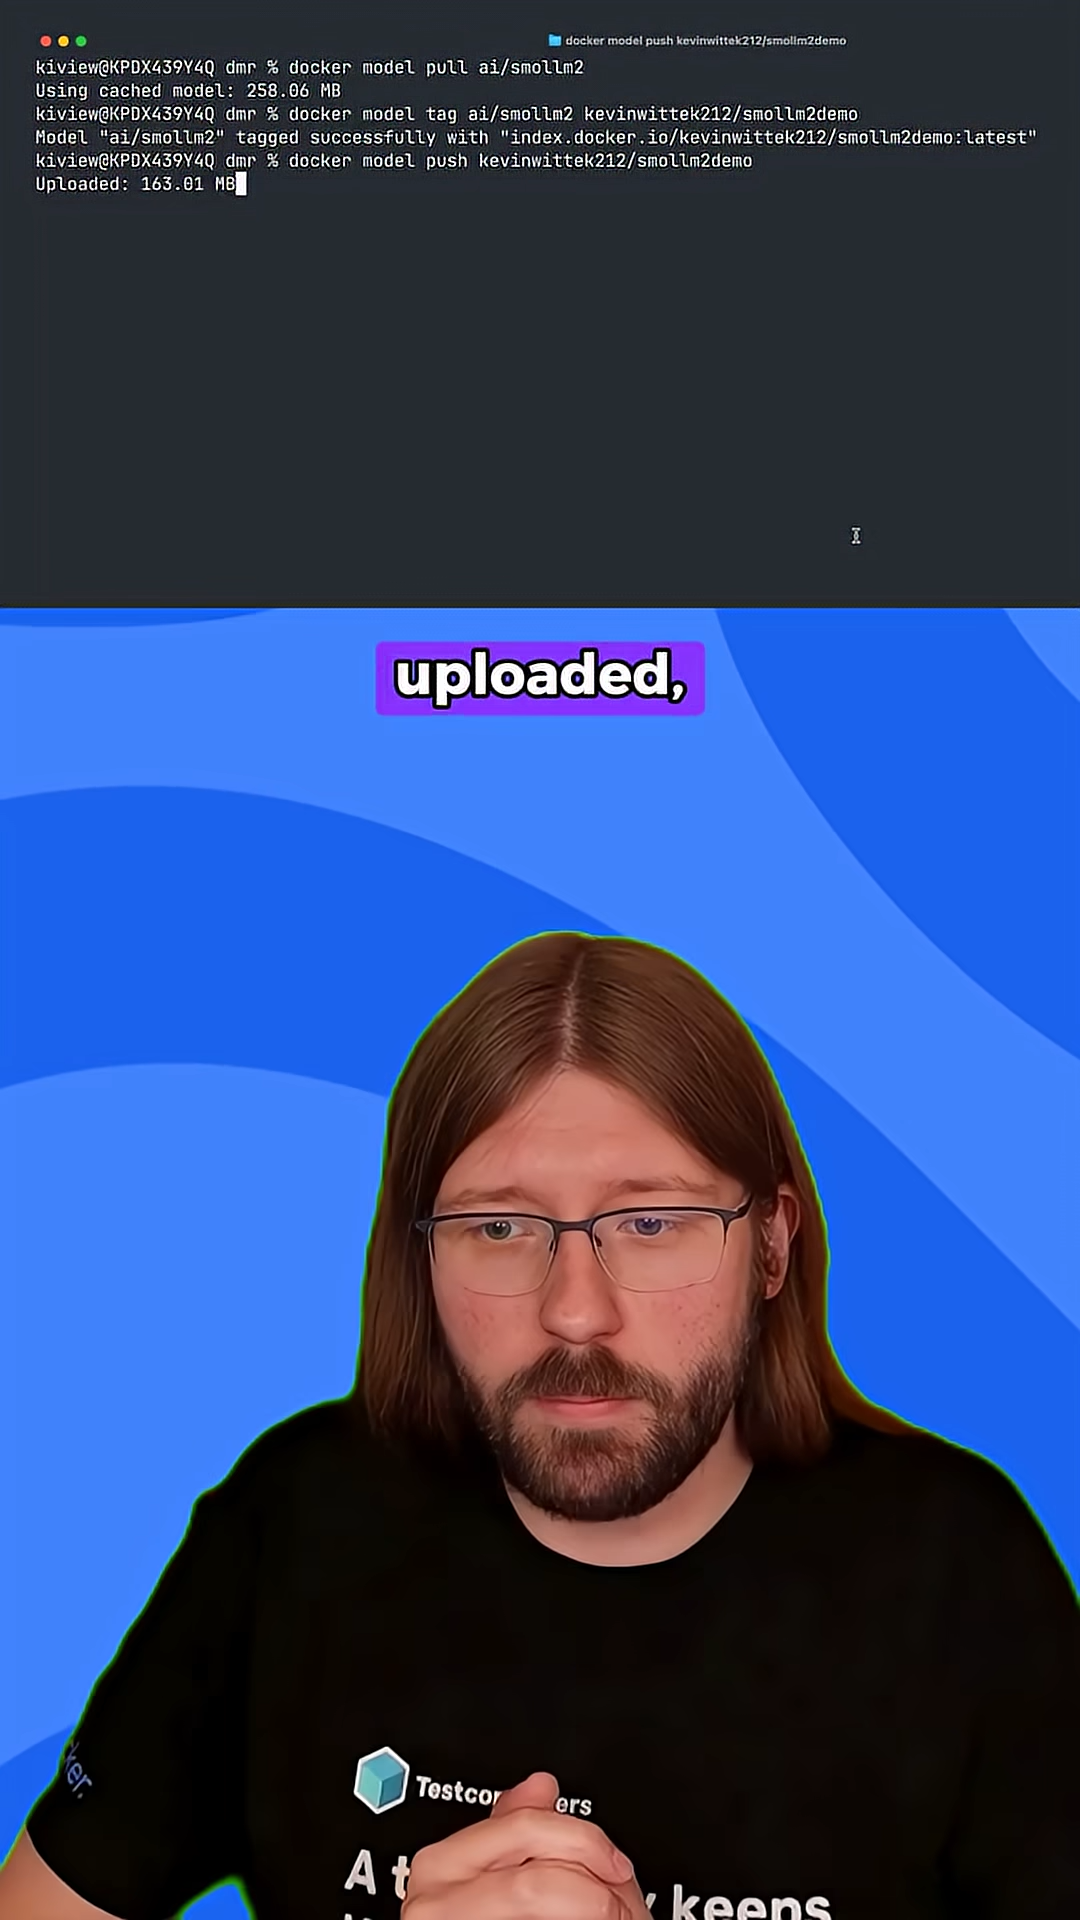 docker model push kevinwittek212/smollm2demo
kiview@KPDX439Y4Q dmr % docker model pull ai/smollm2
Using cached model: 258.06 MB
kiview@KPDX439Y4Q dmr % docker model tag ai/smollm2 kevinwittek212/smollm2demo
Model "ai/smollm2" tagged successfully with "index.docker.io/kevinwittek212/smollm2demo:latest"
kiview@KPDX439Y4Q dmr % docker model push kevinwittek212/smollm2demo
Uploaded: 163.01 MB
uploaded,
ker.
A
keeps